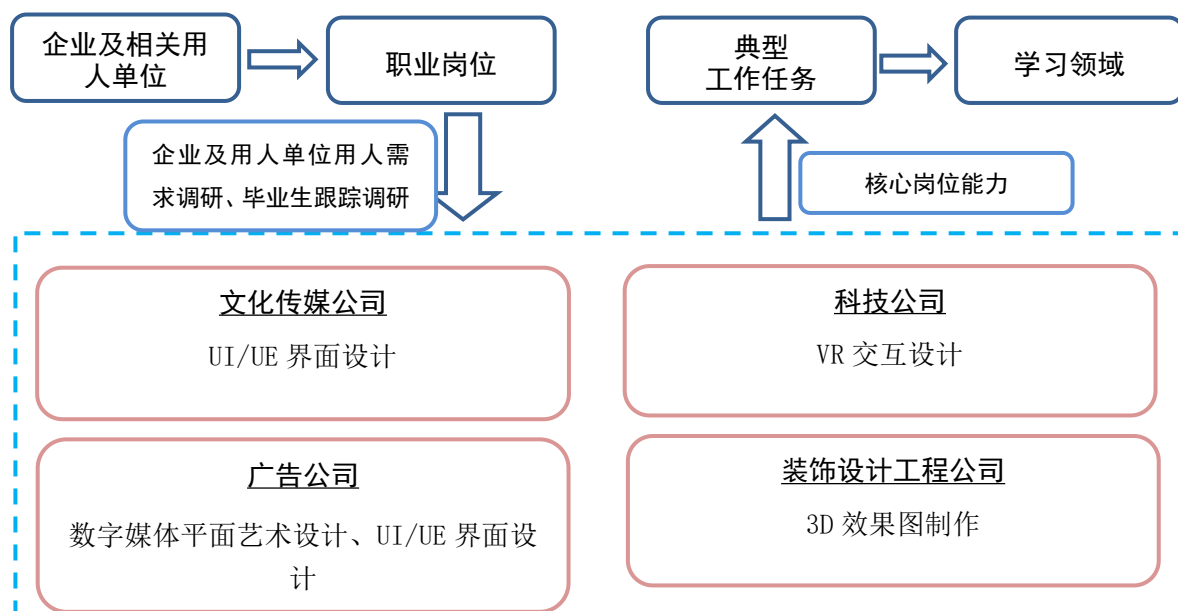 企业及相关用
人单位
职业岗位
典型
工作任务
学习领域
企业及用人单位用人需
求调研、毕业生跟踪调研
核心岗位能力
文化传媒公司
UI/UE 界面设计
科技公司
VR 交互设计
广告公司
数字媒体平面艺术设计、UI/UE 界面设
计
装饰设计工程公司
3D 效果图制作